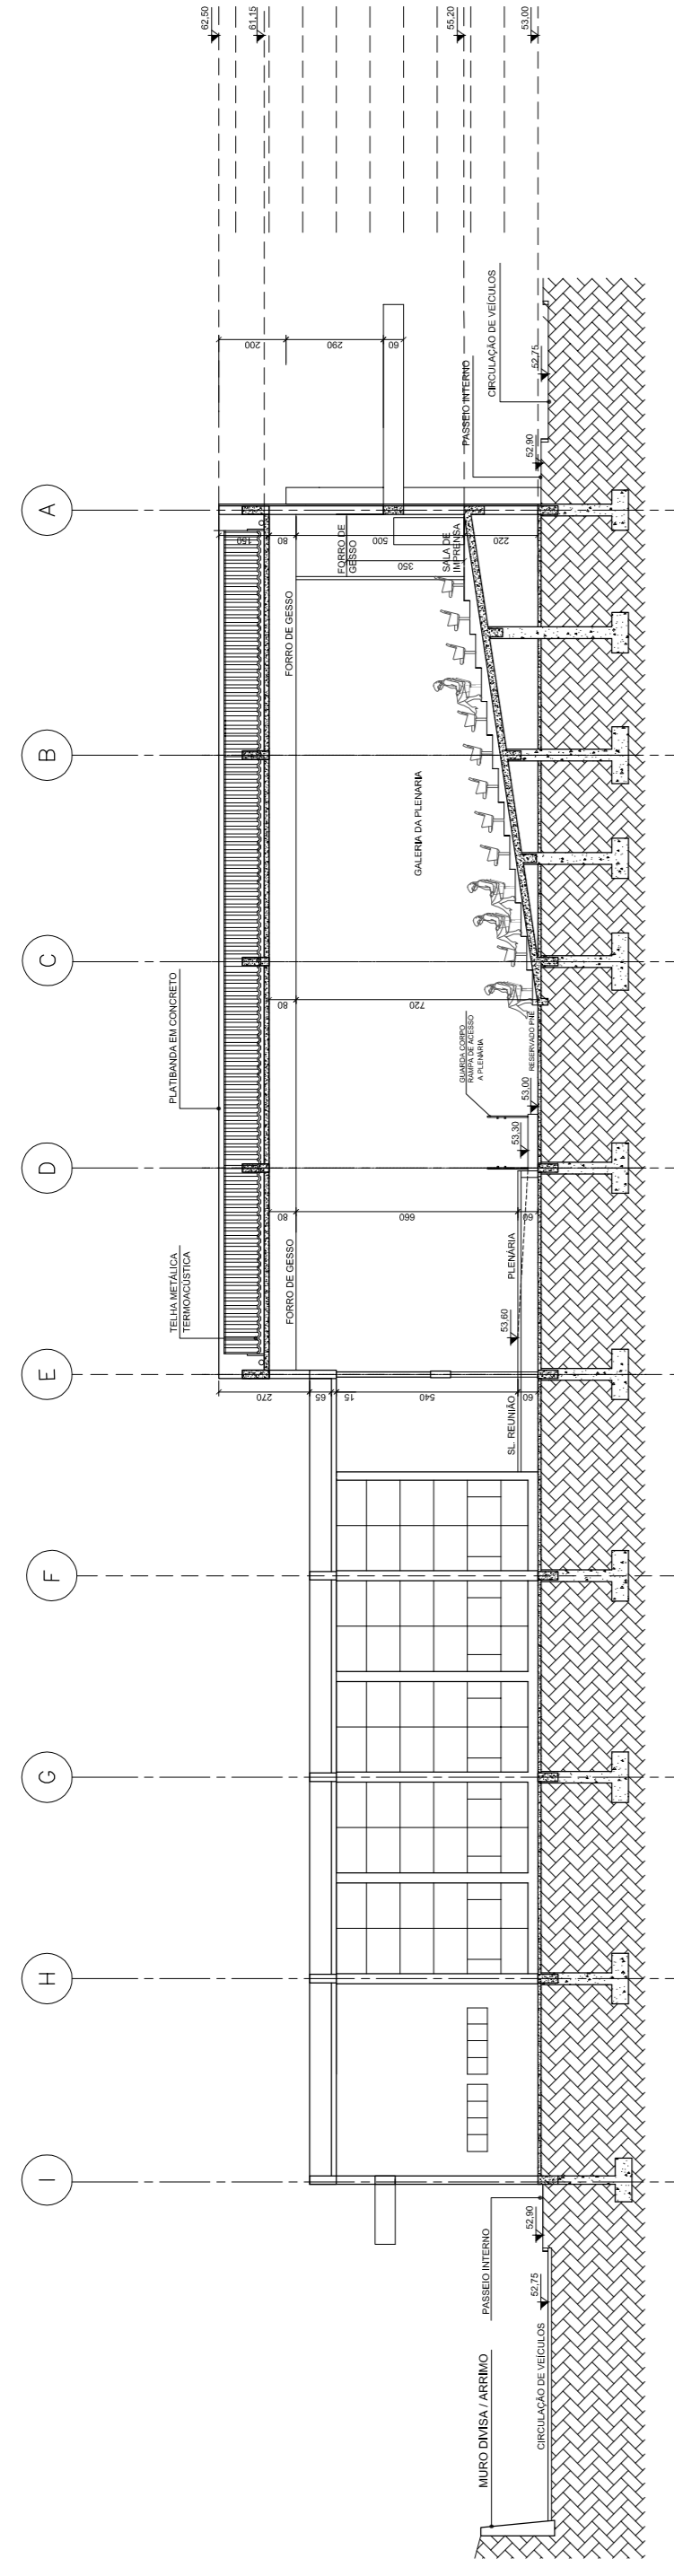 62,50
61,15
55,20
53,00
200
290
60
CIRCULAÇÃO DE VEÍCULOS
52,75
PASSEIO INTERNO
52,90
A
150
80
500
220
FORRO DE
GESSO
350
SALA DE
IMPRENSA
FORRO DE GESSO
B
GALERIA DA PLENARIA
C
PLATIBANDA EM CONCRETO
80
720
GUARDA CORPO
RAMPA DE ACESSO
A PLENÁRIA
RESERVADO PNE
53,00
53,30
D
80
660
60
TELHA METÁLICA
TERMOACÚSTICA
FORRO DE GESSO
PLENÁRIA
53,60
E
270
65
15
540
60
SL. REUNIÃO
F
G
H
I
PASSEIO INTERNO
52,90
52,75
MURO DIVISA / ARRIMO
CIRCULAÇÃO DE VEÍCULOS